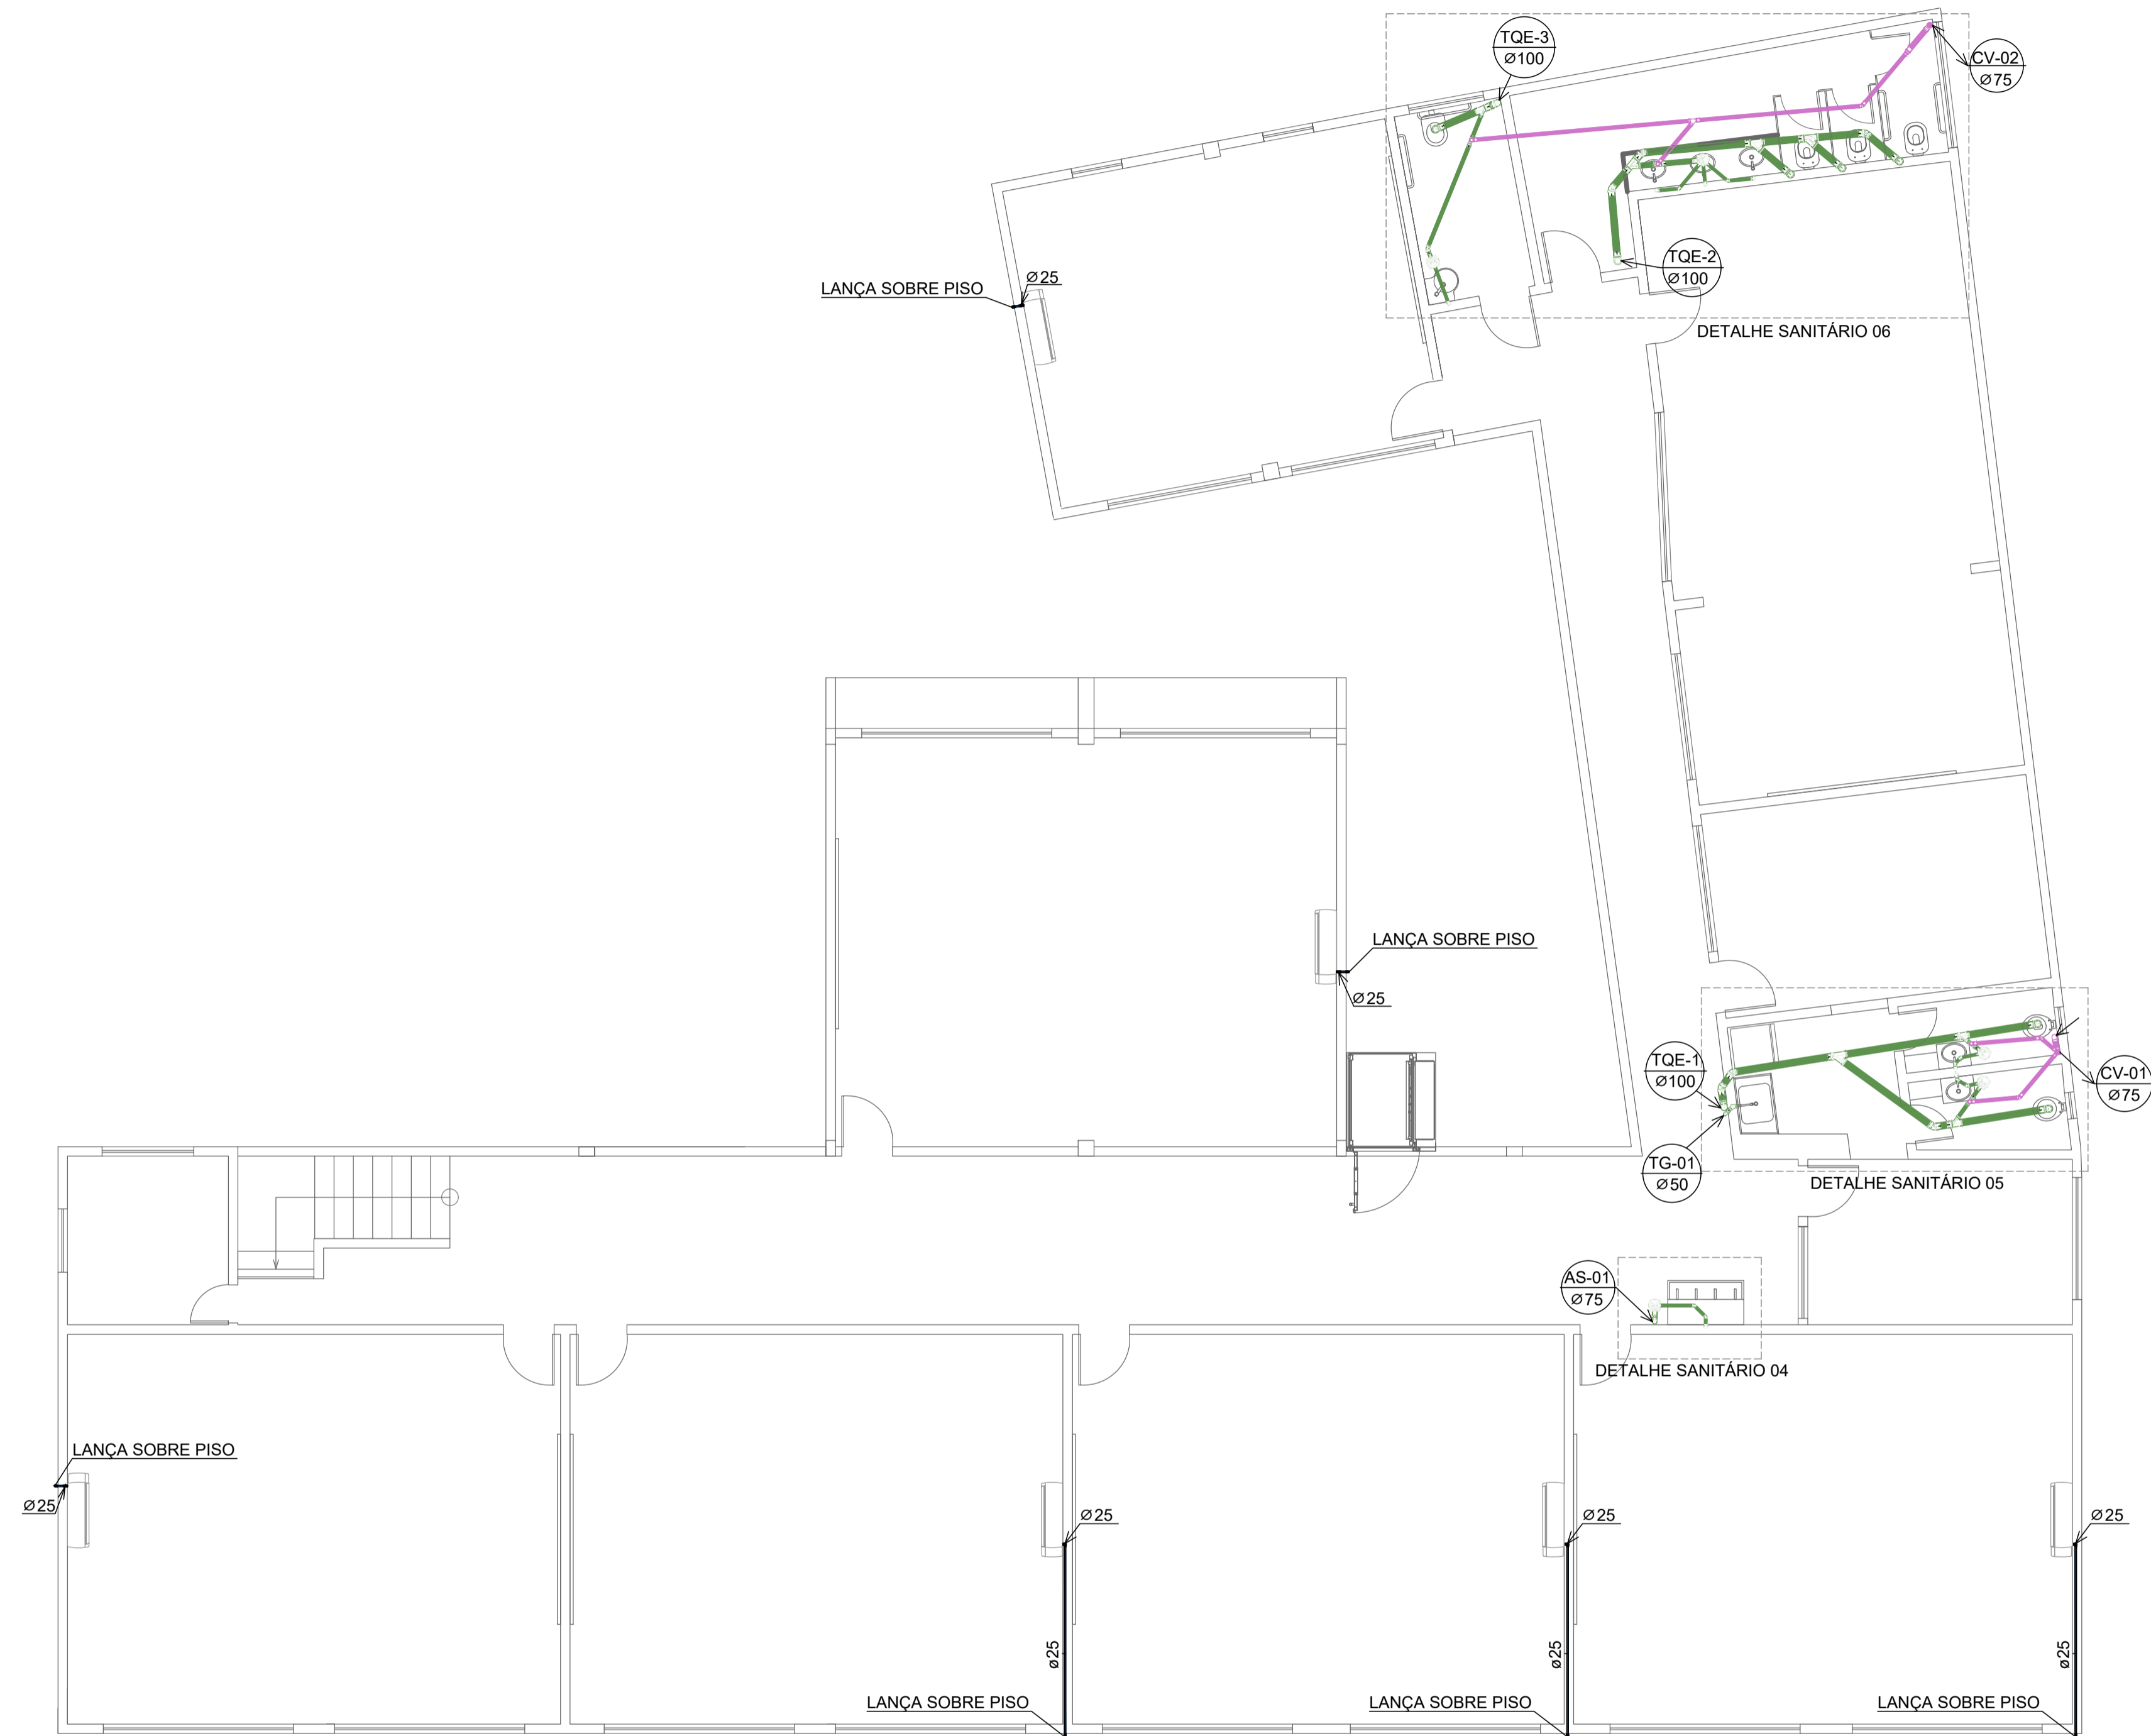 TQE-3
Ø100
CV-02
Ø75
TQE-2
Ø100
Ø25
LANÇA SOBRE PISO
DETALHE SANITÁRIO 06
LANÇA SOBRE PISO
Ø25
TQE-1
Ø100
CV-01
Ø75
TG-01
Ø50
DETALHE SANITÁRIO 05
AS-01
Ø75
DETALHE SANITÁRIO 04
LANÇA SOBRE PISO
Ø25
Ø25
Ø25
Ø25
ø25
ø25
ø25
LANÇA SOBRE PISO
LANÇA SOBRE PISO
LANÇA SOBRE PISO